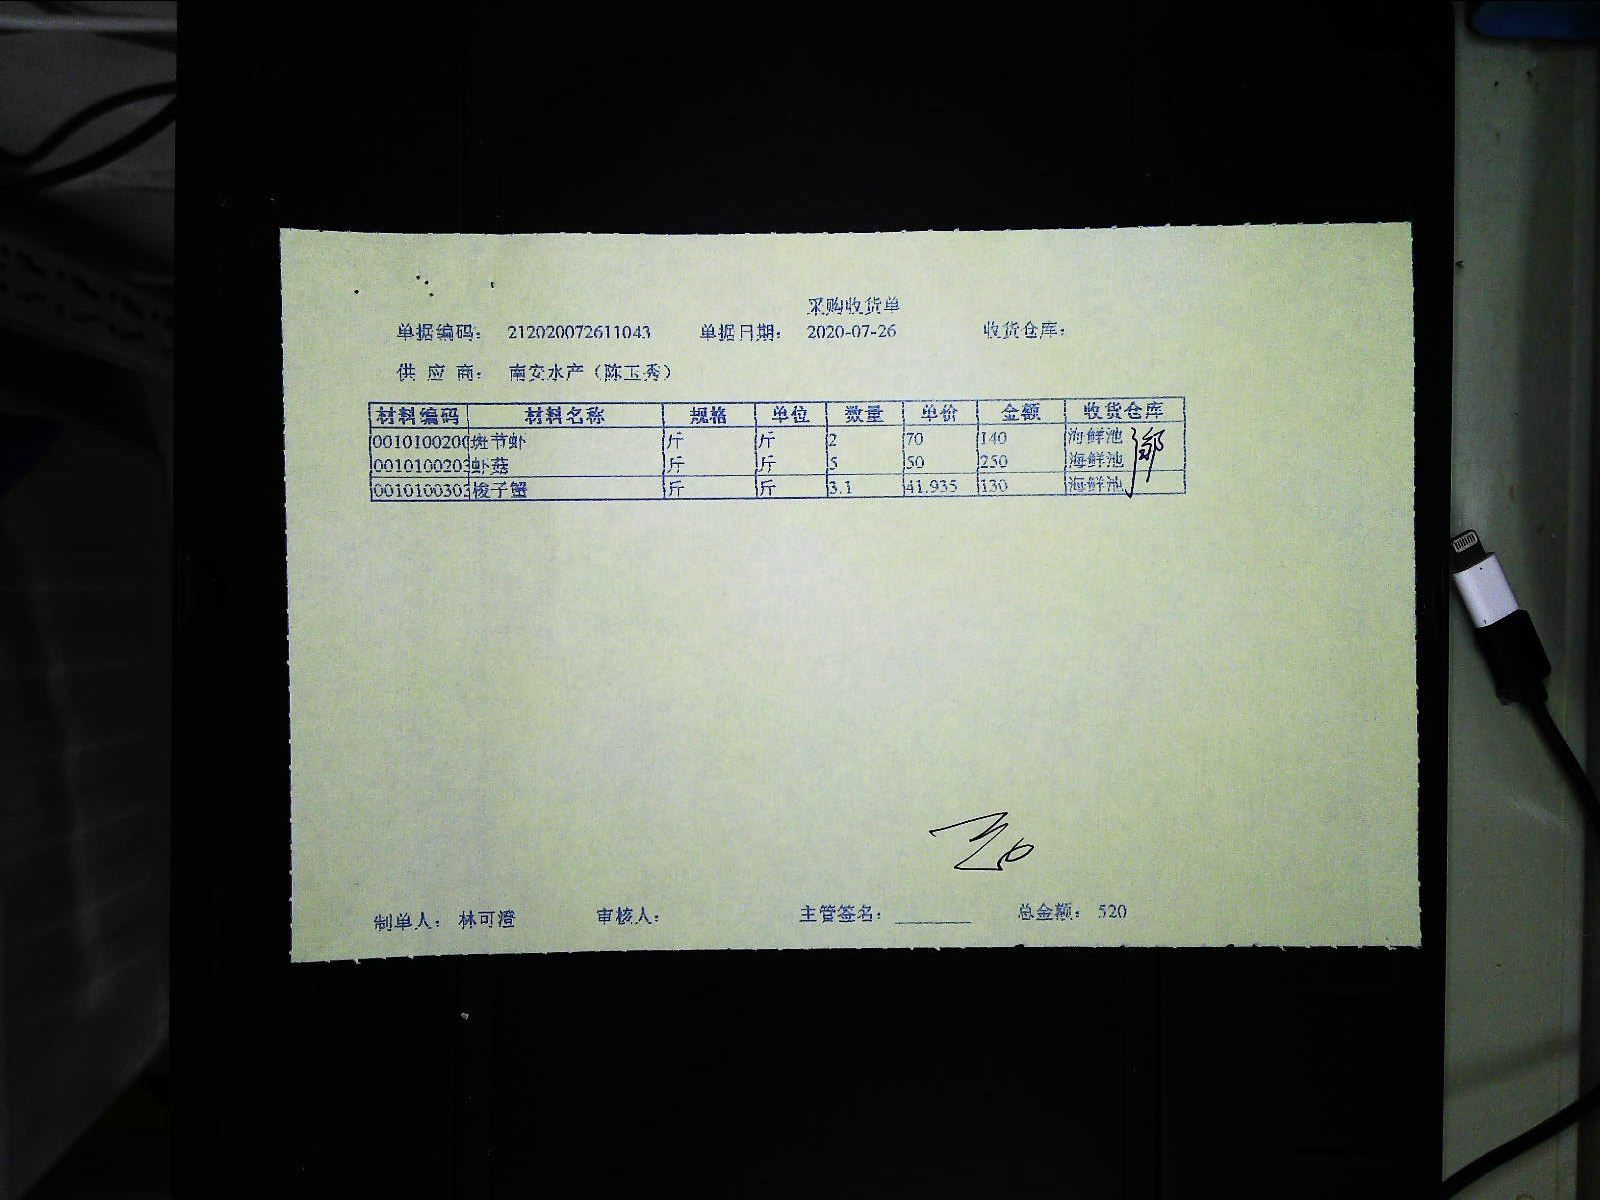 采购收货单
单据编码： 212020072611043 单据日期： 2020-07-26 收货仓库：
供 应 商： 南安水产（陈玉秀）
材料编码 材料名称 规格 单位 数量 单价 金额 收货仓库
0010100200 斑节虾 斤 斤 2 70 140 海鲜池
0010100203 虾菇 斤 斤 5 50 250 海鲜池
0010100303 梭子蟹 斤 斤 3.1 41.935 130 海鲜池
制单人： 林可澄 审核人： 主管签名： 总金额： 520